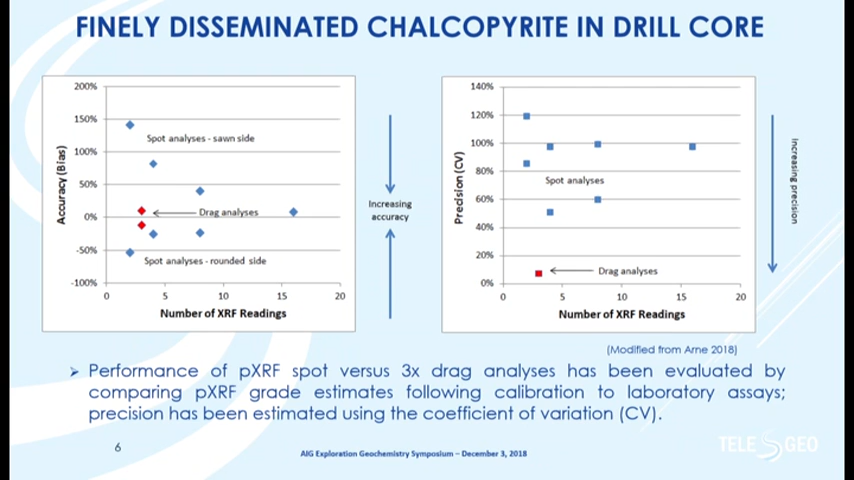 FINELY DISSEMINATED CHALCOPYRITE IN DRILL CORE
200%
150%
100%
50%
0%
-50%
-100%
Accuracy (Bias)
Spot analyses - sawn side
Drag analyses
Spot analyses - rounded side
0 5 10 15 20
Number of XRF Readings
Increasing
accuracy
140%
120%
100%
80%
60%
40%
20%
0%
Precision (CV)
Spot analyses
Drag analyses
0 5 10 15 20
Number of XRF Readings
Increasing precision
(Modified from Arne 2018)
➢ Performance of pXRF spot versus 3x drag analyses has been evaluated by
comparing pXRF grade estimates following calibration to laboratory assays;
precision has been estimated using the coefficient of variation (CV).
6
AIG Exploration Geochemistry Symposium – December 3, 2018
TELE GEO